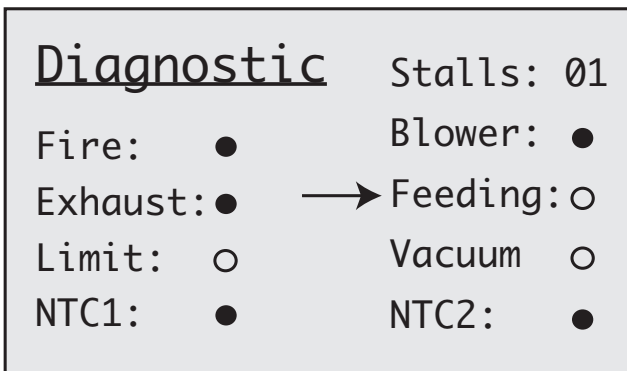 Diagnostic
Fire: ●
Exhaust: ●
Limit: ○
NTC1: ●
Stalls: 01
Blower: ●
→ Feeding: ○
Vacuum ○
NTC2: ●